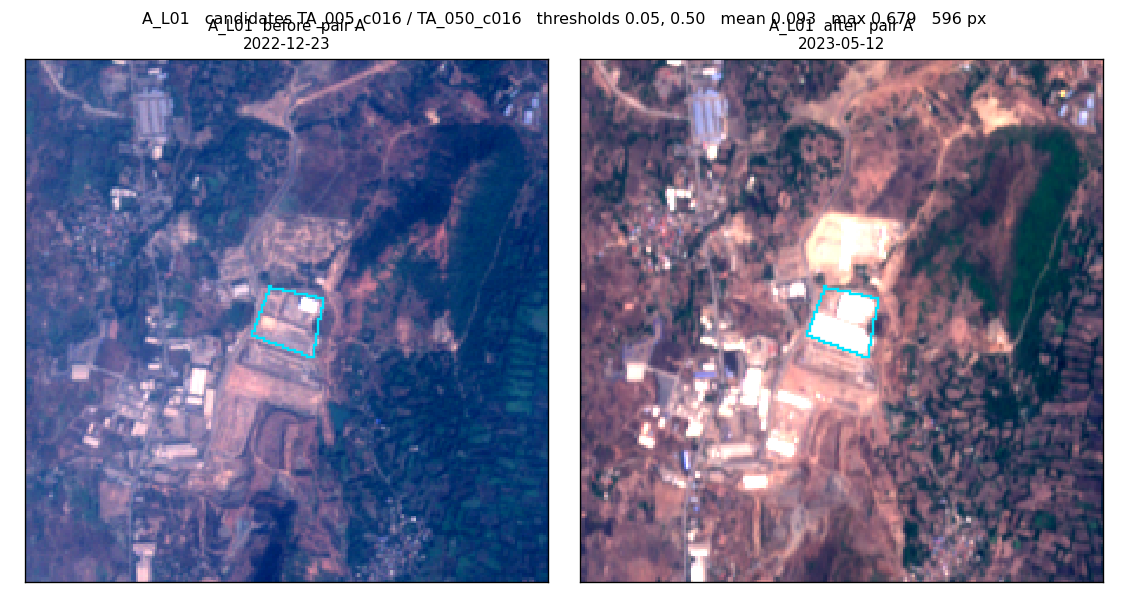 A_L01 candidates TA_005_c016 / TA_050_c016 thresholds 0.05, 0.50 mean 0.093 max 0.679 596 px
A_L01 before pair A
2022-12-23
A_L01 after pair A
2023-05-12